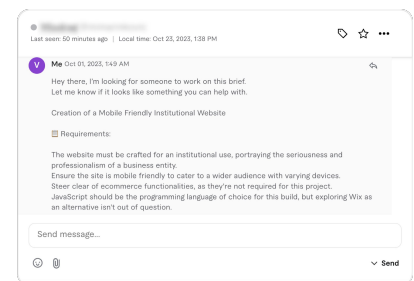 Last seen: 50 minutes ago | Local time: Oct 23, 2023, 1:38 PM
V
Me Oct 01, 2023, 1:49 AM
Hey there, I'm looking for someone to work on this brief.
Let me know if it looks like something you can help with.
Creation of a Mobile Friendly Institutional Website
📋 Requirements:
The website must be crafted for an institutional use, portraying the seriousness and
professionalism of a business entity.
Ensure the site is mobile friendly to cater to a wider audience with varying devices.
Steer clear of ecommerce functionalities, as they're not required for this project.
JavaScript should be the programming language of choice for this build, but exploring Wix as
an alternative isn't out of question.
Send message...
Send